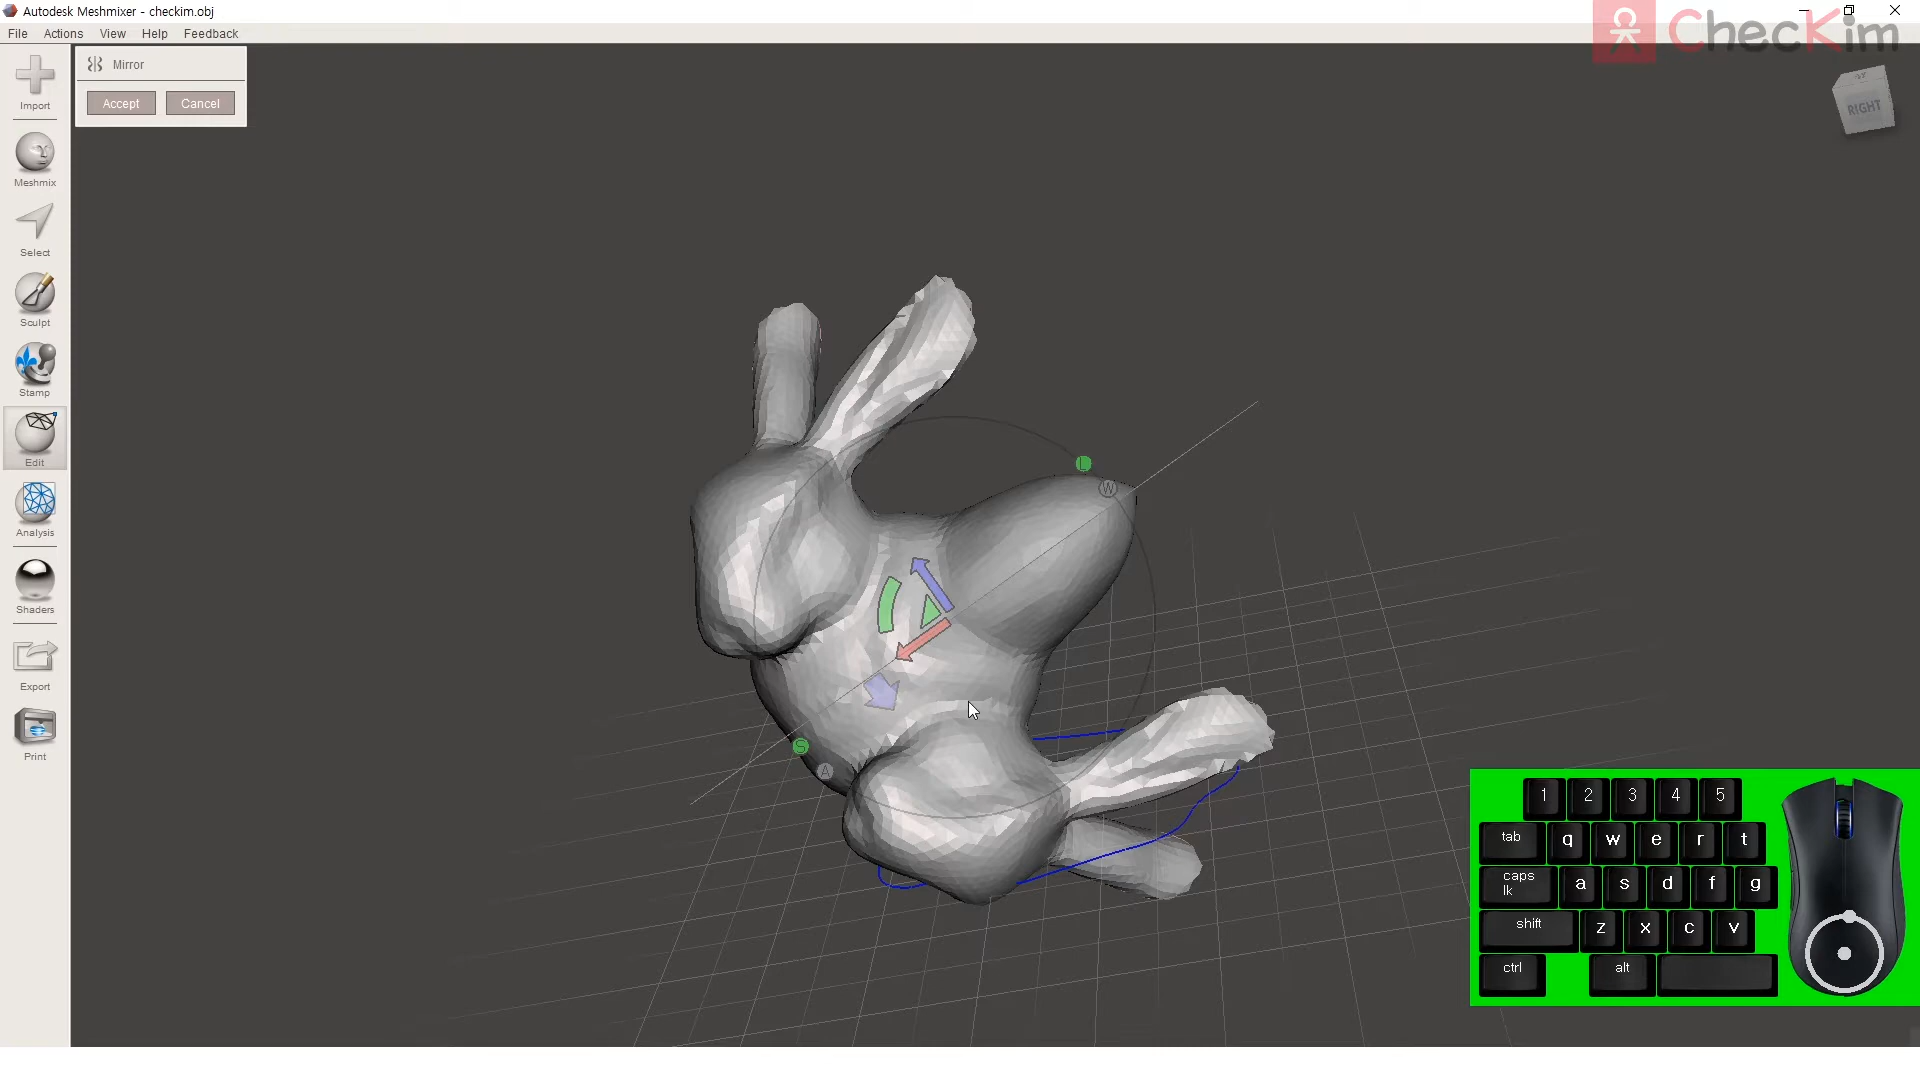 Autodesk Meshmixer - checkim.obj
File Actions View Help Feedback
CheckIm
Mirror
Accept Cancel
Import
Meshmix
Select
Sculpt
Stamp
Edit
Analysis
Shaders
Export
Print
RIGHT
L
W
S
A
1 2 3 4 5
tab q w e r t
caps
lk a s d f g
shift z x c v
ctrl alt